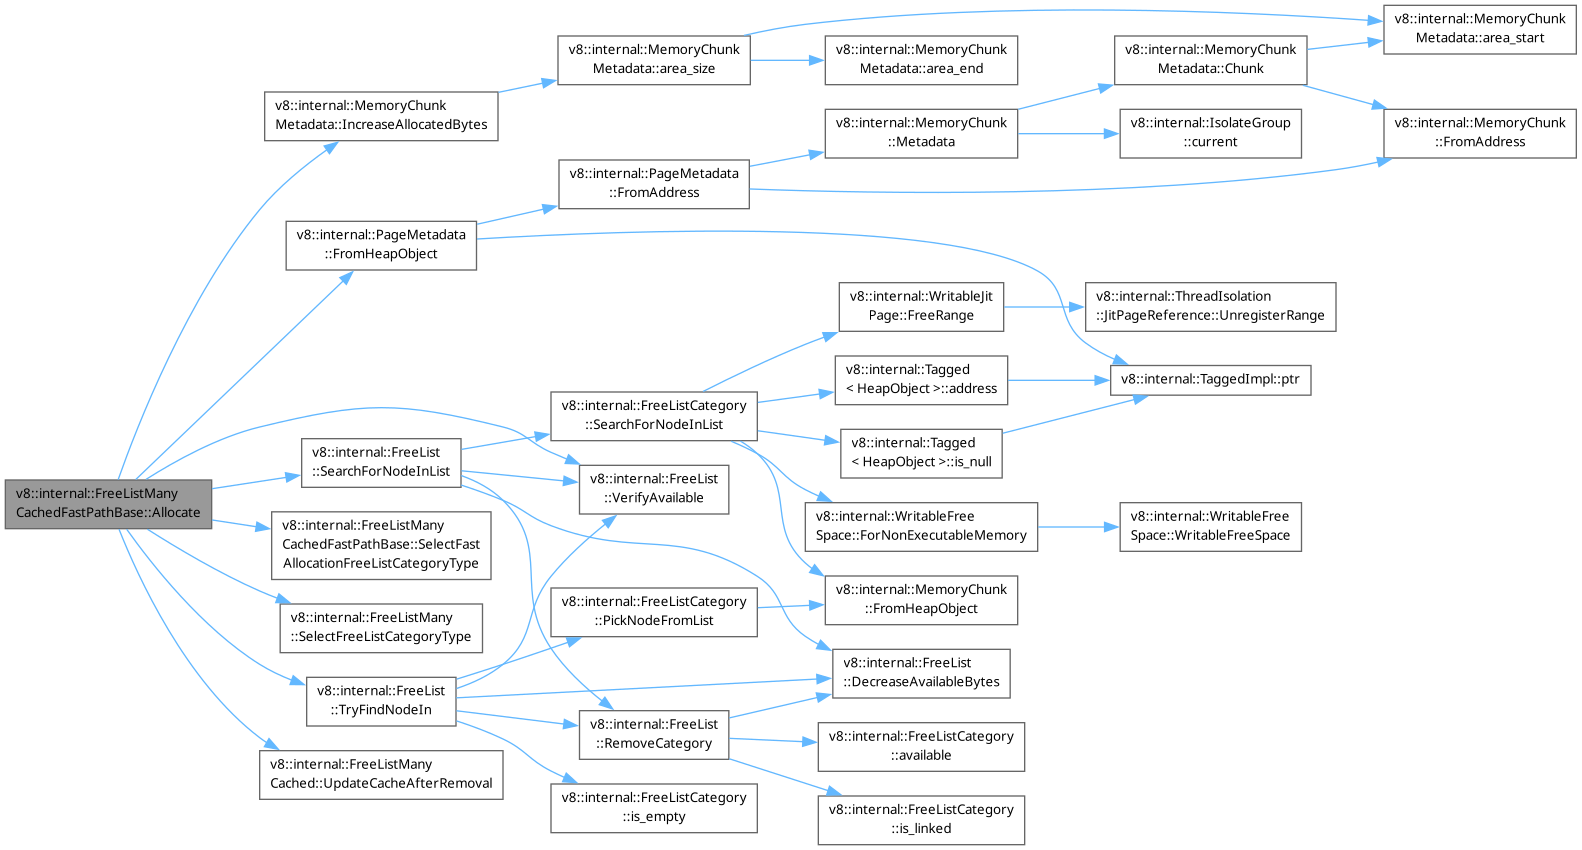 v8::internal::FreeListMany
CachedFastPathBase::Allocate
v8::internal::MemoryChunk
Metadata::IncreaseAllocatedBytes
v8::internal::PageMetadata
::FromHeapObject
v8::internal::FreeList
::SearchForNodeInList
v8::internal::FreeListMany
CachedFastPathBase::SelectFast
AllocationFreeListCategoryType
v8::internal::FreeListMany
::SelectFreeListCategoryType
v8::internal::FreeList
::TryFindNodeIn
v8::internal::FreeListMany
Cached::UpdateCacheAfterRemoval
v8::internal::MemoryChunk
Metadata::area_size
v8::internal::PageMetadata
::FromAddress
v8::internal::FreeListCategory
::SearchForNodeInList
v8::internal::FreeList
::VerifyAvailable
v8::internal::FreeListCategory
::PickNodeFromList
v8::internal::FreeList
::RemoveCategory
v8::internal::FreeListCategory
::is_empty
v8::internal::MemoryChunk
Metadata::area_end
v8::internal::MemoryChunk
::Metadata
v8::internal::WritableJit
Page::FreeRange
v8::internal::Tagged
< HeapObject >::address
v8::internal::Tagged
< HeapObject >::is_null
v8::internal::WritableFree
Space::ForNonExecutableMemory
v8::internal::MemoryChunk
::FromHeapObject
v8::internal::FreeList
::DecreaseAvailableBytes
v8::internal::FreeListCategory
::available
v8::internal::FreeListCategory
::is_linked
v8::internal::MemoryChunk
Metadata::Chunk
v8::internal::IsolateGroup
::current
v8::internal::ThreadIsolation
::JitPageReference::UnregisterRange
v8::internal::TaggedImpl::ptr
v8::internal::WritableFree
Space::WritableFreeSpace
v8::internal::MemoryChunk
Metadata::area_start
v8::internal::MemoryChunk
::FromAddress